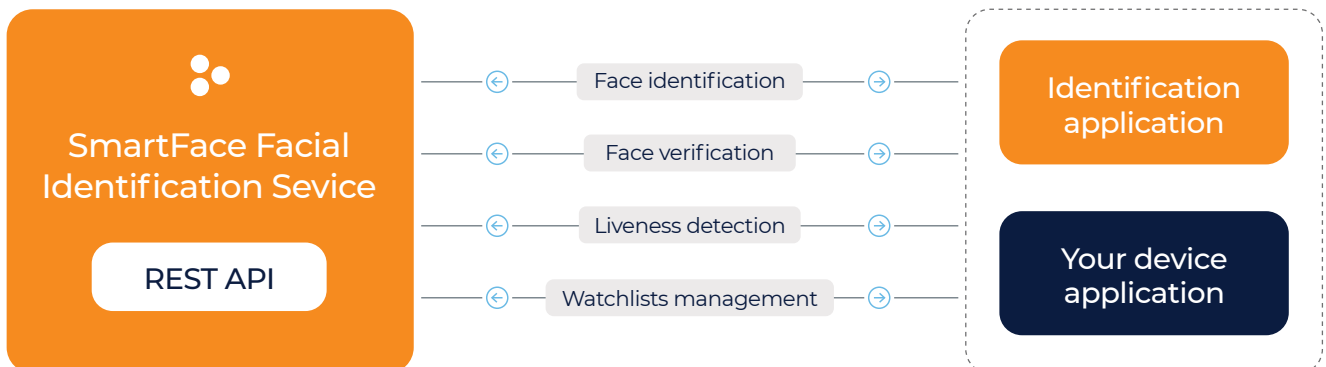 SmartFace Facial
Identification Sevice
REST API
Face identification
Face verification
Liveness detection
Watchlists management
Identification
application
Your device
application